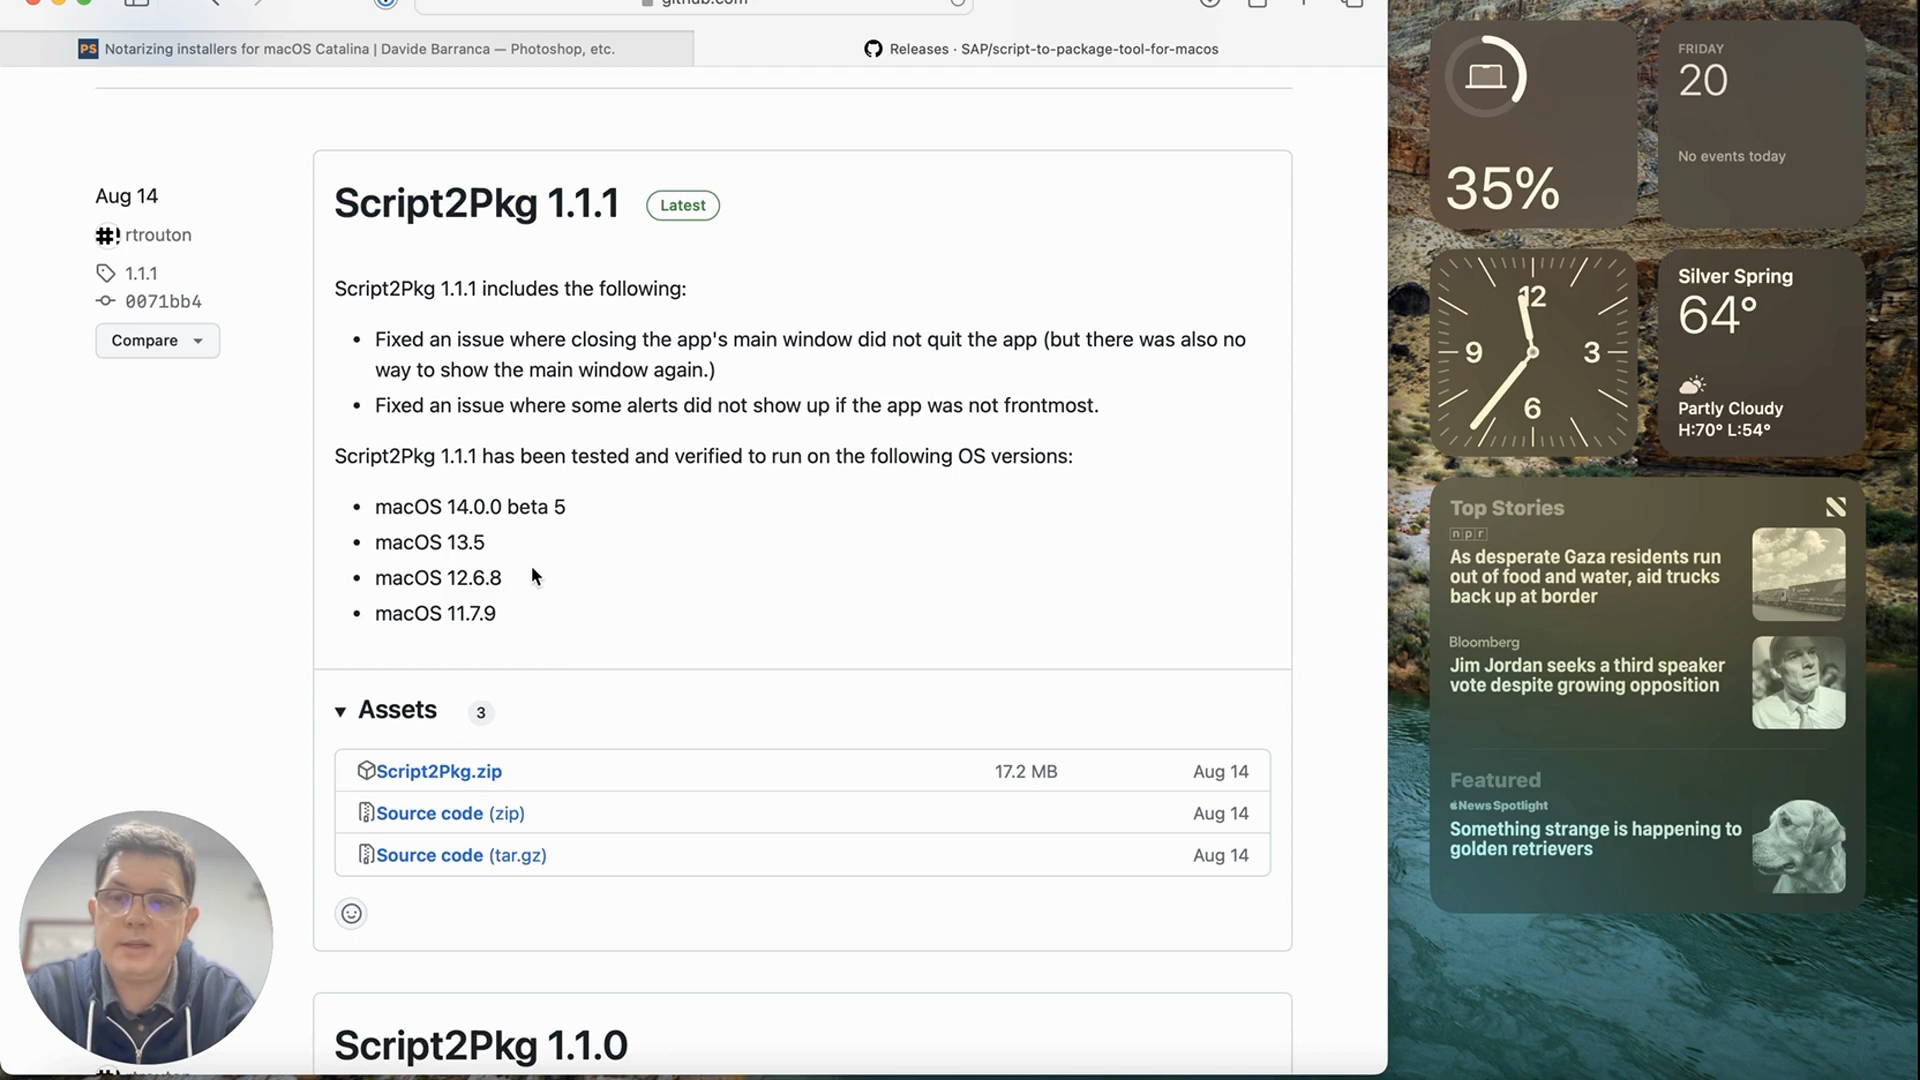 github.com
PS Notarizing installers for macOS Catalina | Davide Barranca — Photoshop, etc.
Releases · SAP/script-to-package-tool-for-macos
Aug 14
rtrouton
1.1.1
0071bb4
Compare
Script2Pkg 1.1.1 Latest
Script2Pkg 1.1.1 includes the following:
• Fixed an issue where closing the app's main window did not quit the app (but there was also no
way to show the main window again.)
• Fixed an issue where some alerts did not show up if the app was not frontmost.
Script2Pkg 1.1.1 has been tested and verified to run on the following OS versions:
• macOS 14.0.0 beta 5
• macOS 13.5
• macOS 12.6.8
• macOS 11.7.9
Assets 3
Script2Pkg.zip 17.2 MB Aug 14
Source code (zip) Aug 14
Source code (tar.gz) Aug 14
Script2Pkg 1.1.0
rtrouton
35%
FRIDAY
20
No events today
12
9 3
6
Silver Spring
64°
Partly Cloudy
H:70° L:54°
Top Stories
npr
As desperate Gaza residents run
out of food and water, aid trucks
back up at border
Bloomberg
Jim Jordan seeks a third speaker
vote despite growing opposition
Featured
News Spotlight
Something strange is happening to
golden retrievers